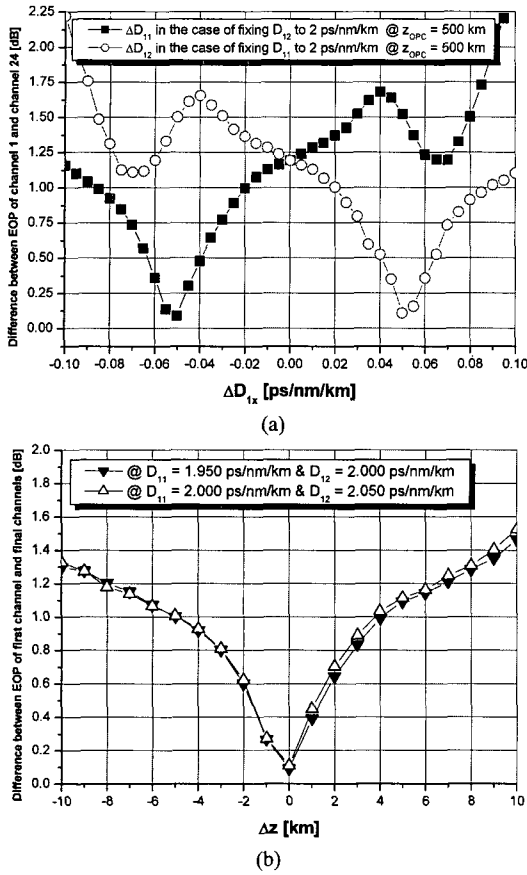 2.25
2.00
1.75
1.50
1.25
1.00
0.75
0.50
0.25
0.00
Difference between EOP of channel 1 and channel 24 [dB]
ΔD11 in the case of fixing D12 to 2 ps/nm/km @ zOPC = 500 km
ΔD12 in the case of fixing D11 to 2 ps/nm/km @ zOPC = 500 km
-0.10 -0.08 -0.06 -0.04 -0.02 0.00 0.02 0.04 0.06 0.08 0.10
ΔD1x [ps/nm/km]
(a)
2.0
1.8
1.6
1.4
1.2
1.0
0.8
0.6
0.4
0.2
0.0
Difference between EOP of first channel and final channels [dB]
@ D11 = 1.950 ps/nm/km & D12 = 2.000 ps/nm/km
@ D11 = 2.000 ps/nm/km & D12 = 2.050 ps/nm/km
-10 -8 -6 -4 -2 0 2 4 6 8 10
Δz [km]
(b)